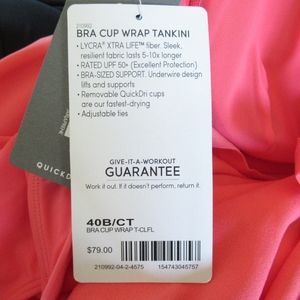 210992
BRA CUP WRAP TANKINI
• LYCRA® XTRA LIFE™ fiber. Sleek,
resilient fabric lasts 5-10x longer
• RATED UPF 50+ (Excellent Protection)
• BRA-SIZED SUPPORT. Underwire design
lifts and supports
• Removable QuickDri cups
are our fastest-drying
• Adjustable ties
GIVE-IT-A-WORKOUT
GUARANTEE
Work it out. If it doesn't perform, return it.
40B/CT
BRA CUP WRAP T-CLFL
$79.00
210992-04-2-4575 154743045757
QUICKD